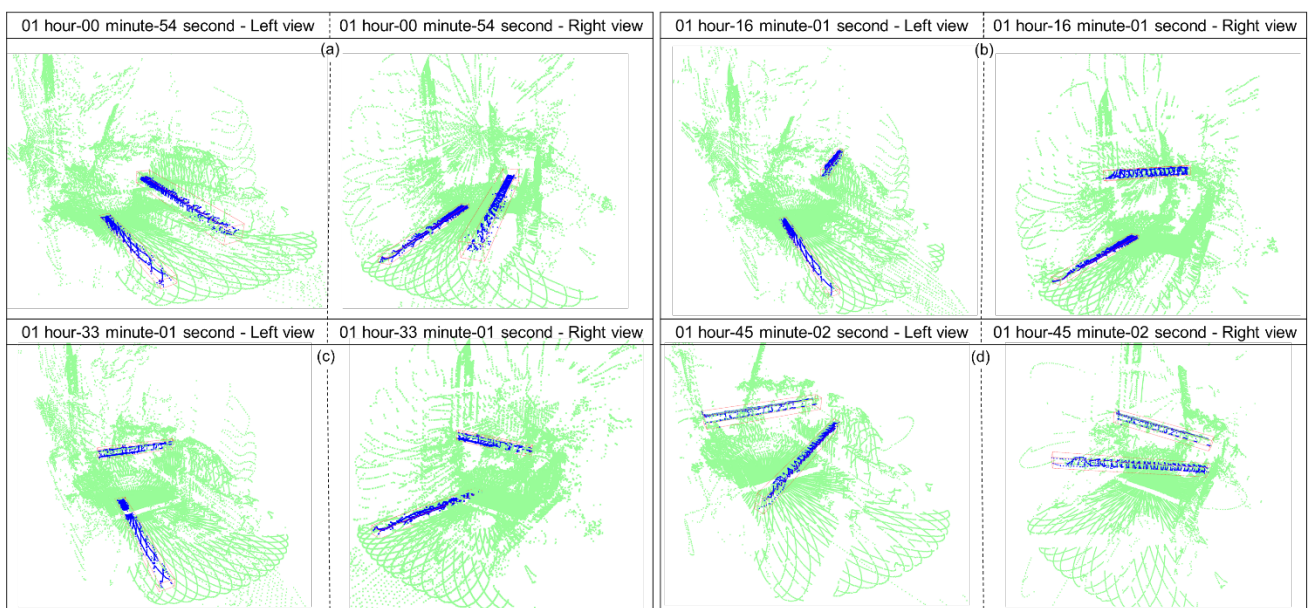 01 hour-00 minute-54 second - Left view
01 hour-00 minute-54 second - Right view
(a)
01 hour-16 minute-01 second - Left view
01 hour-16 minute-01 second - Right view
(b)
01 hour-33 minute-01 second - Left view
01 hour-33 minute-01 second - Right view
(c)
01 hour-45 minute-02 second - Left view
01 hour-45 minute-02 second - Right view
(d)